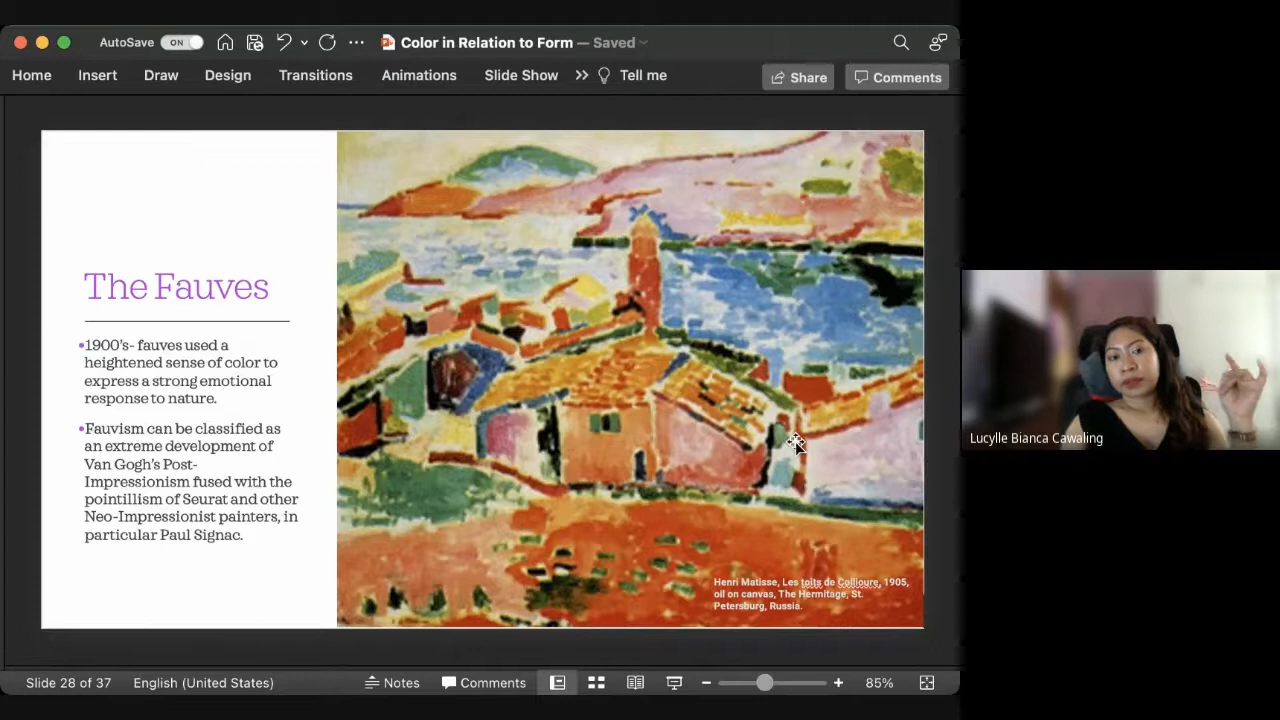 AutoSave ON Color in Relation to Form — Saved
Home Insert Draw Design Transitions Animations Slide Show Tell me Share Comments
The Fauves
•1900's- fauves used a
heightened sense of color to
express a strong emotional
response to nature.
•Fauvism can be classified as
an extreme development of
Van Gogh's Post-
Impressionism fused with the
pointillism of Seurat and other
Neo-Impressionist painters, in
particular Paul Signac.
Henri Matisse, Les toits de Collioure, 1905,
oil on canvas, The Hermitage, St.
Petersburg, Russia.
Lucylle Bianca Cawaling
Slide 28 of 37 English (United States) Notes Comments 85%